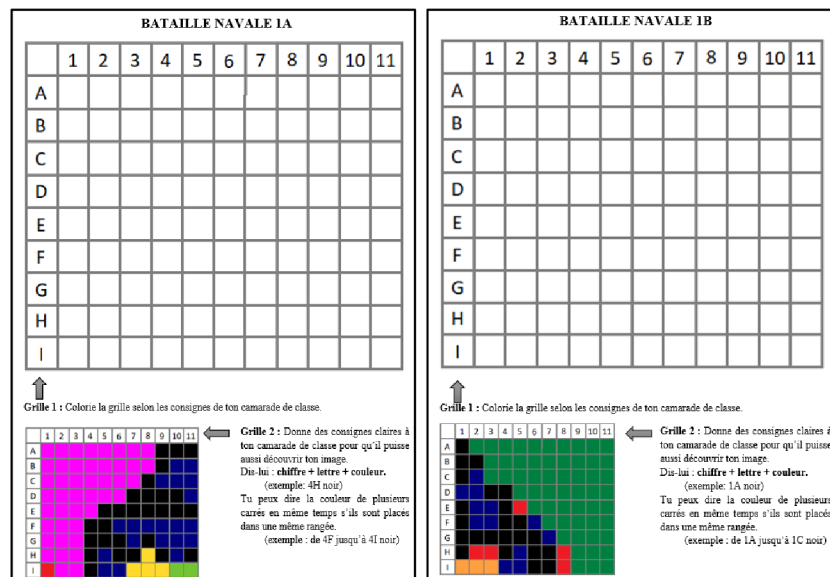 BATAILLE NAVALE 1A
1 2 3 4 5 6 7 8 9 10 11
A
B
C
D
E
F
G
H
I
Grille 1 : Colorie la grille selon les consignes de ton camarade de classe.
1 2 3 4 5 6 7 8 9 10 11
A
B
C
D
E
F
G
H
I
Grille 2 : Donne des consignes claires à
ton camarade de classe pour qu'il puisse
aussi découvrir ton image.
Dis-lui : chiffre + lettre + couleur.
(exemple: 4H noir)
Tu peux dire la couleur de plusieurs
carrés en même temps s'ils sont placés
dans une même rangée.
(exemple : de 4F jusqu'à 4I noir)
BATAILLE NAVALE 1B
1 2 3 4 5 6 7 8 9 10 11
A
B
C
D
E
F
G
H
I
Grille 1 : Colorie la grille selon les consignes de ton camarade de classe.
1 2 3 4 5 6 7 8 9 10 11
A
B
C
D
E
F
G
H
I
Grille 2 : Donne des consignes claires à
ton camarade de classe pour qu'il puisse
aussi découvrir ton image.
Dis-lui : chiffre + lettre + couleur.
(exemple: 1A noir)
Tu peux dire la couleur de plusieurs
carrés en même temps s'ils sont placés
dans une même rangée.
(exemple : de 1A jusqu'à 1C noir)